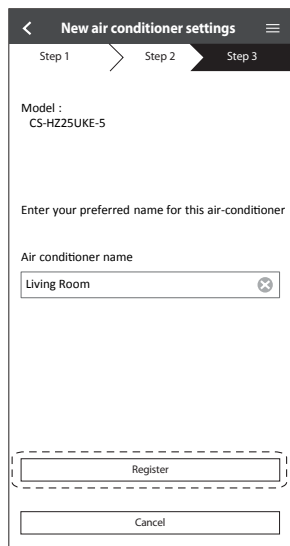 New air conditioner settings
Step 1 Step 2 Step 3
Model :
CS-HZ25UKE-5
Enter your preferred name for this air-conditioner
Air conditioner name
Living Room
Register
Cancel